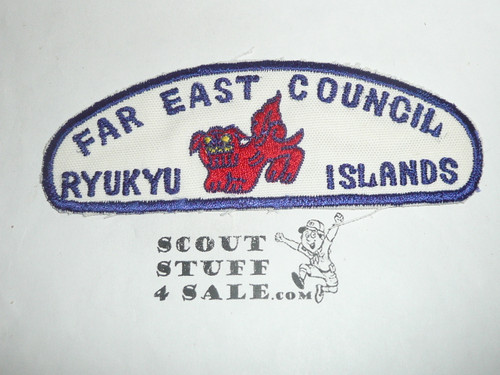 FAR EAST COUNCIL
RYUKYU ISLANDS
SCOUT
STUFF
4 SALE.COM